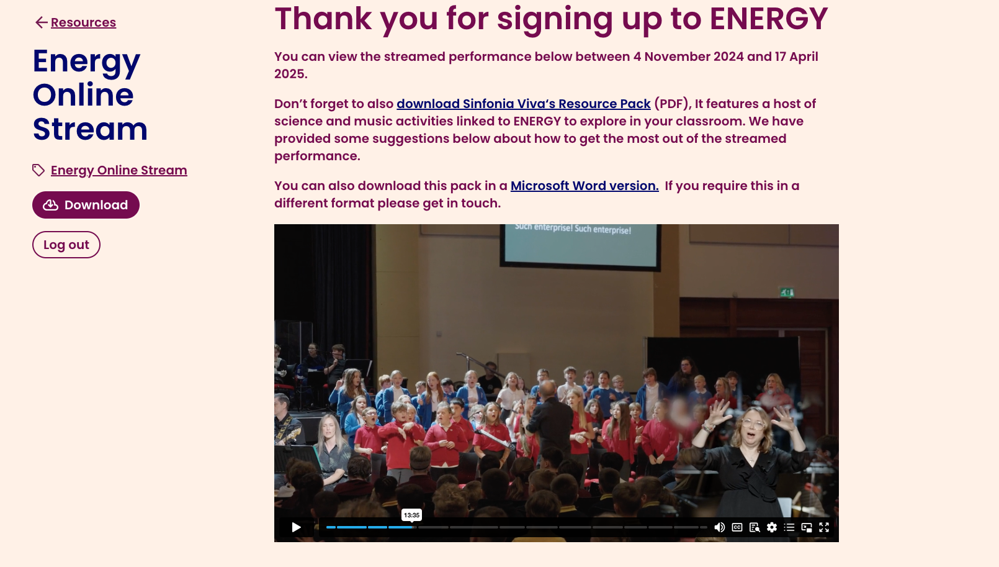 Resources
Energy
Online
Stream
Energy Online Stream
Download
Log out
Thank you for signing up to ENERGY
You can view the streamed performance below between 4 November 2024 and 17 April
2025.
Don’t forget to also download Sinfonia Viva‘s Resource Pack (PDF), It features a host of
science and music activities linked to ENERGY to explore in your classroom. We have
provided some suggestions below about how to get the most out of the streamed
performance.
You can also download this pack in a Microsoft Word version.  If you require this in a
different format please get in touch.
Such enterprise! Such enterprise!
13:35
CC